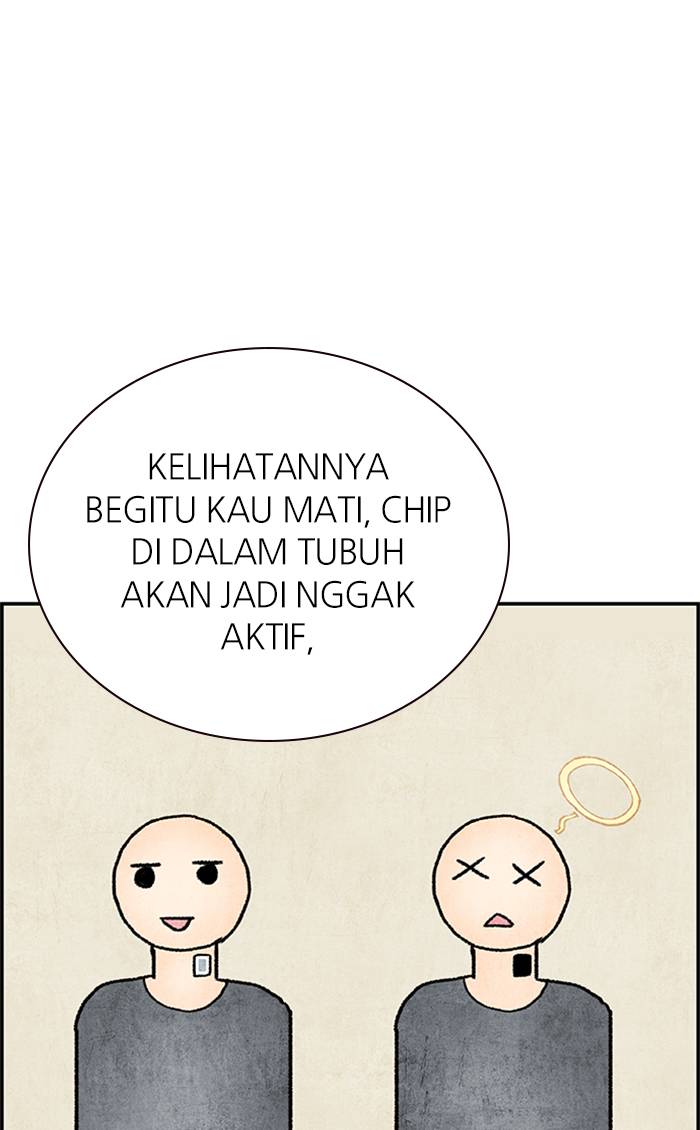 KELIHATANNYA
BEGITU KAU MATI, CHIP
DI DALAM TUBUH
AKAN JADI NGGAK
AKTIF,